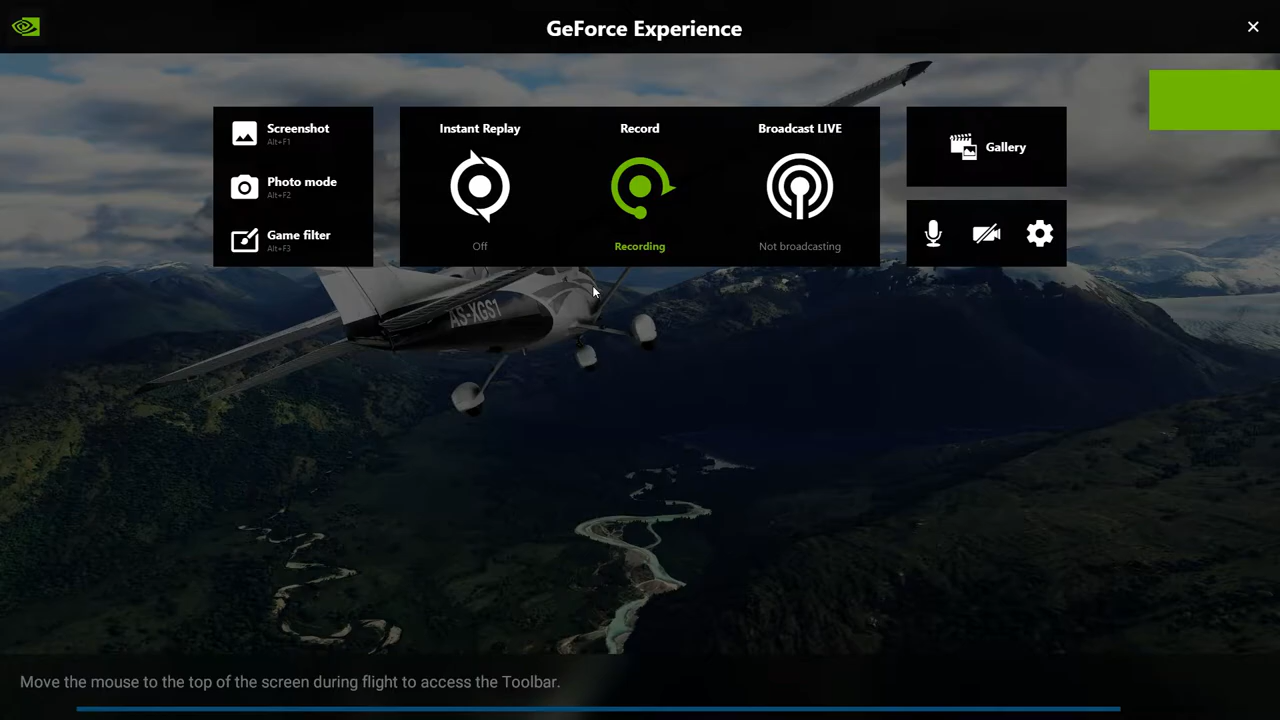 GeForce Experience
Screenshot
Alt+F1
Photo mode
Alt+F2
Game filter
Alt+F3
Instant Replay
Off
Record
Recording
Broadcast LIVE
Not broadcasting
Gallery
AS-XGS1
Move the mouse to the top of the screen during flight to access the Toolbar.